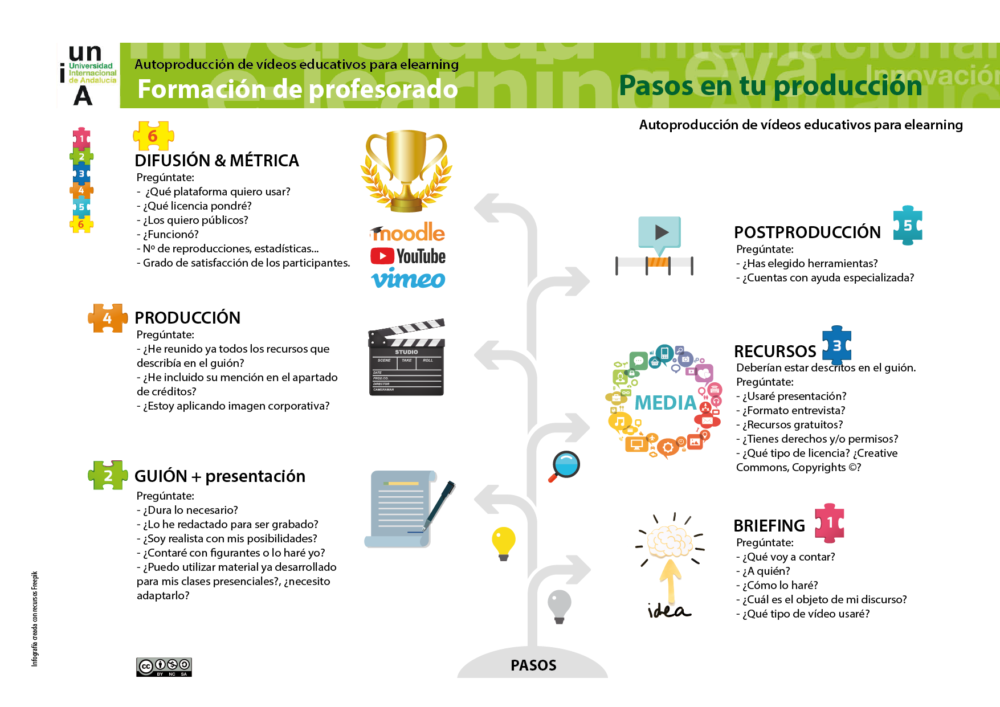 un
i
Universidad
Internacional
de Andalucía
A
Autoproducción de vídeos educativos para elearning
Formación de profesorado
Pasos en tu producción
e-learning
eva
Internacional
Innovación
Autoproducción de vídeos educativos para elearning
1
2
3
4
5
6
6
DIFUSIÓN & MÉTRICA
Pregúntate:
- ¿Qué plataforma quiero usar?
- ¿Qué licencia pondré?
- ¿Los quiero públicos?
- ¿Funcionó?
- Nº de reproducciones, estadísticas...
- Grado de satisfacción de los participantes.
moodle
YouTube
vimeo
5
POSTPRODUCCIÓN
Pregúntate:
- ¿Has elegido herramientas?
- ¿Cuentas con ayuda especializada?
4
PRODUCCIÓN
Pregúntate:
- ¿He reunido ya todos los recursos que
describía en el guión?
- ¿He incluido su mención en el apartado
de créditos?
- ¿Estoy aplicando imagen corporativa?
STUDIO
SCENE TAKE ROLL
DATE
PROD.CO.
DIRECTOR
CAMERAMAN
3
RECURSOS
Deberían estar descritos en el guión.
Pregúntate:
- ¿Usaré presentación?
- ¿Formato entrevista?
- ¿Recursos gratuitos?
- ¿Tienes derechos y/o permisos?
- ¿Qué tipo de licencia? ¿Creative
Commons, Copyrights ©?
MEDIA
2
GUIÓN + presentación
Pregúntate:
- ¿Dura lo necesario?
- ¿Lo he redactado para ser grabado?
- ¿Soy realista con mis posibilidades?
- ¿Contaré con figurantes o lo haré yo?
- ¿Puedo utilizar material ya desarrollado
para mis clases presenciales?, ¿necesito
adaptarlo?
1
BRIEFING
Pregúntate:
- ¿Qué voy a contar?
- ¿A quién?
- ¿Cómo lo haré?
- ¿Cuál es el objeto de mi discurso?
- ¿Qué tipo de vídeo usaré?
idea
PASOS
cc
BY NC SA
Infografía creada con recursos Freepik